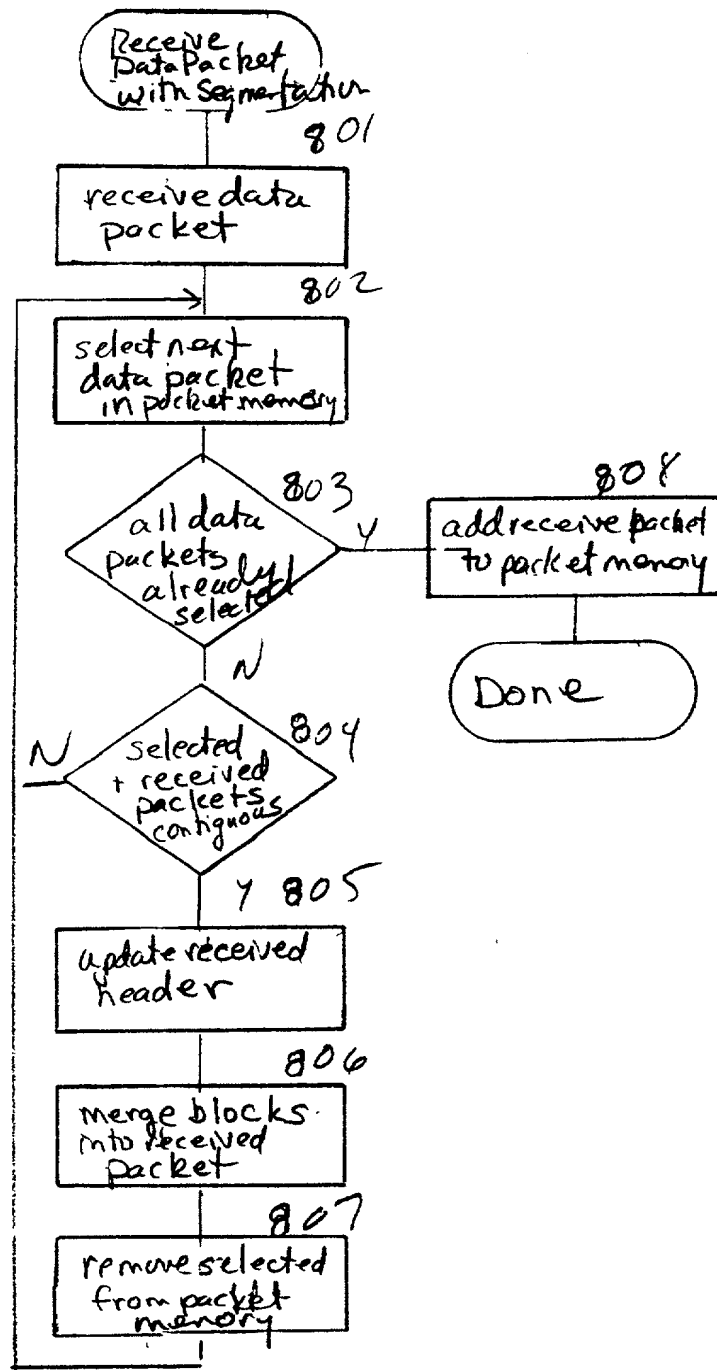 Receive
Data Packet
with Segmentation
801
receive data
packet
802
select next
data packet
in packet memory
803
all data
packets
already
selected
Y
808
add receive packet
to packet memory
Done
N
804
N
selected
+ received
packets
contiguous
Y 805
update received
header
806
merge blocks
into received
packet
807
remove selected
from packet
memory